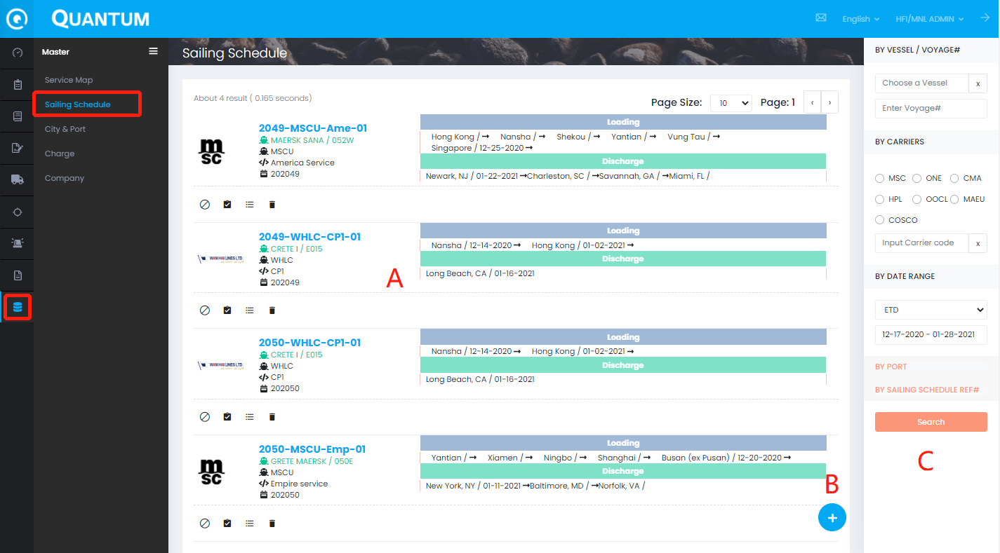 QUANTUM
English
HFI/MNL ADMIN
Master
Service Map
Sailing Schedule
City & Port
Charge
Company
Sailing Schedule
About 4 result ( 0.165 seconds)
Page Size: 10 Page: 1 ‹ ›
msc
2049-MSCU-Ame-01
MAERSK SANA / 052W
MSCU
</> America Service
202049
Loading
Hong Kong / → Nansha / → Shekou / → Yantian / → Vung Tau / →
Singapore / 12-25-2020 →
Discharge
Newark, NJ / 01-22-2021 →Charleston, SC / →Savannah, GA / →Miami, FL /
WAN HAI LINES LTD.
2049-WHLC-CP1-01
CRETE I / E015
WHLC
</> CP1
202049
Loading
Nansha / 12-14-2020 → Hong Kong / 01-02-2021 →
Discharge
Long Beach, CA / 01-16-2021
A
WAN HAI LINES LTD.
2050-WHLC-CP1-01
CRETE I / E015
WHLC
</> CP1
202050
Loading
Nansha / 12-14-2020 → Hong Kong / 01-02-2021 →
Discharge
Long Beach, CA / 01-16-2021
msc
2050-MSCU-Emp-01
GRETE MAERSK / 050E
MSCU
</> Empire service
202050
Loading
Yantian / → Xiamen / → Ningbo / → Shanghai / → Busan (ex Pusan) / 12-20-2020 →
Discharge
New York, NY / 01-11-2021 →Baltimore, MD / →Norfolk, VA /
B
+
BY VESSEL / VOYAGE#
Choose a Vessel x
Enter Voyage#
BY CARRIERS
MSC ONE CMA
HPL OOCL MAEU
COSCO
Input Carrier code x
BY DATE RANGE
ETD
12-17-2020 - 01-28-2021
BY PORT
BY SAILING SCHEDULE REF#
Search
C